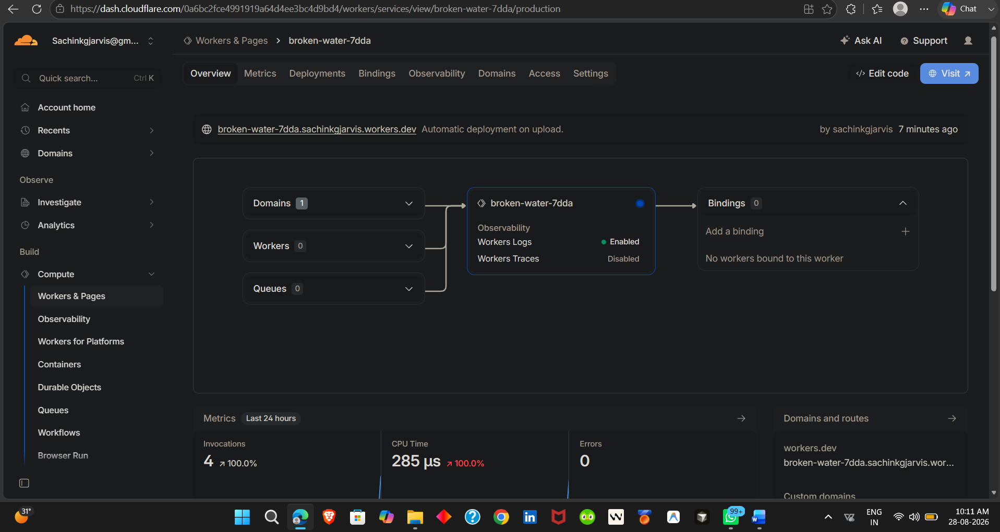 https://dash.cloudflare.com/0a6bc2fce4991919a64d4ee3bc4d9bd4/workers/services/view/broken-water-7dda/production
Chat
Sachinkgjarvis@gm...
Workers & Pages > broken-water-7dda
Ask AI
Support
Quick search...
Ctrl K
Overview
Metrics
Deployments
Bindings
Observability
Domains
Access
Settings
</> Edit code
Visit
Account home
Recents
Domains
Observe
Investigate
Analytics
Build
Compute
Workers & Pages
Observability
Workers for Platforms
Containers
Durable Objects
Queues
Workflows
Browser Run
broken-water-7dda.sachinkgjarvis.workers.dev Automatic deployment on upload.
by sachinkgjarvis 7 minutes ago
Domains 1
Workers 0
Queues 0
broken-water-7dda
Observability
Workers Logs Enabled
Workers Traces Disabled
Bindings 0
Add a binding
No workers bound to this worker
Metrics Last 24 hours
Invocations
4 100.0%
CPU Time
285 µs 100.0%
Errors
0
Domains and routes
workers.dev
broken-water-7dda.sachinkgjarvis.wor...
Custom domains
31°
99+
ENG
IN
10:11 AM
28-08-2026